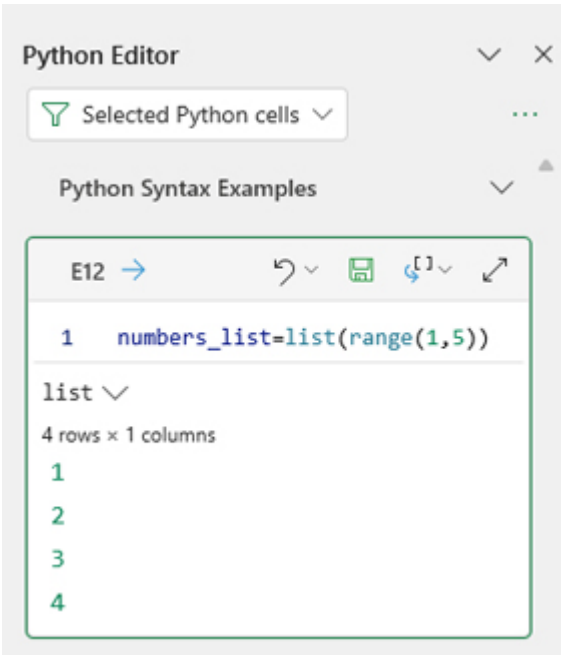 Python Editor
Selected Python cells
Python Syntax Examples
E12
1 numbers_list=list(range(1,5))
list
4 rows × 1 columns
1
2
3
4